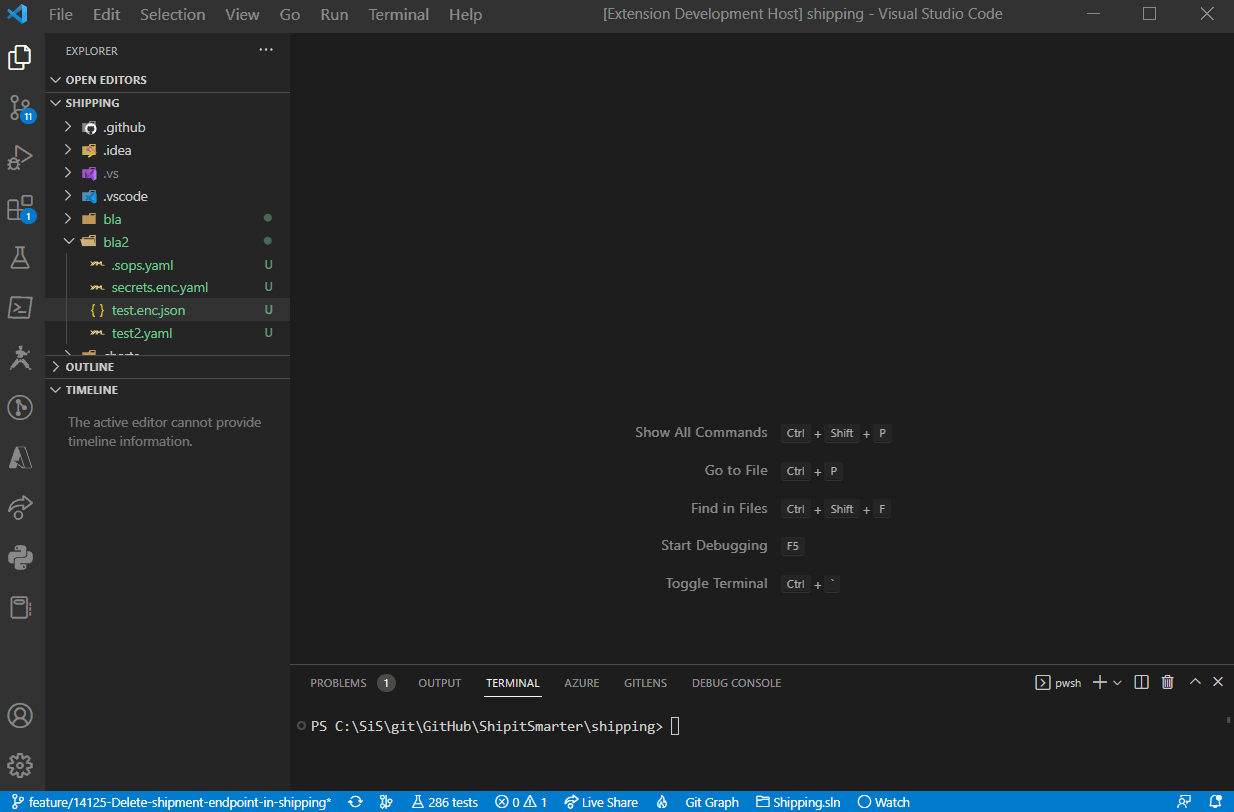 File Edit Selection View Go Run Terminal Help [Extension Development Host] shipping - Visual Studio Code
EXPLORER ···
OPEN EDITORS
SHIPPING
11
.github
.idea
.vs
.vscode
1
bla
bla2
.sops.yaml U
secrets.enc.yaml U
{ } test.enc.json U
test2.yaml U
charts
OUTLINE
TIMELINE
The active editor cannot provide
timeline information.
Show All Commands Ctrl + Shift + P
Go to File Ctrl + P
Find in Files Ctrl + Shift + F
Start Debugging F5
Toggle Terminal Ctrl + `
PROBLEMS 1 OUTPUT TERMINAL AZURE GITLENS DEBUG CONSOLE pwsh
PS C:\SiS\git\GitHub\ShipitSmarter\shipping>
feature/14125-Delete-shipment-endpoint-in-shipping* 286 tests 0 1 Live Share Git Graph Shipping.sln Watch